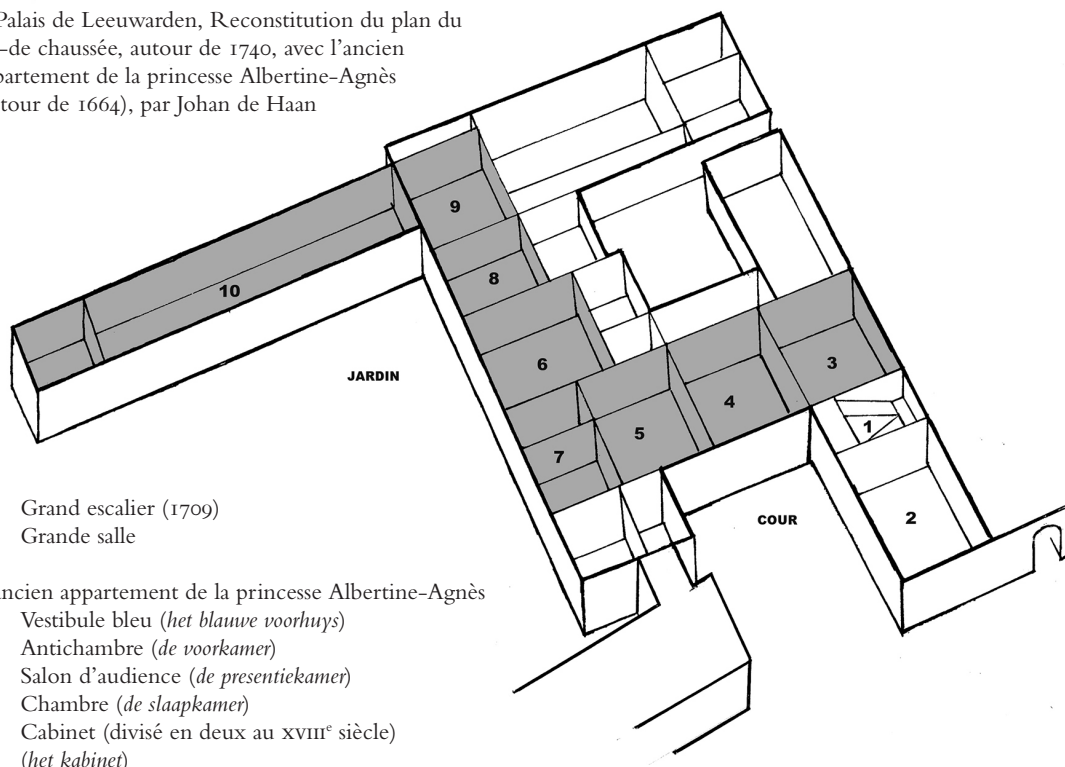 Palais de Leeuwarden, Reconstitution du plan du
-de chaussée, autour de 1740, avec l’ancien
partement de la princesse Albertine-Agnès
tour de 1664), par Johan de Haan
9
8
10
6
3
JARDIN
4
1
5
7
COUR
2
Grand escalier (1709)
Grande salle
ancien appartement de la princesse Albertine-Agnès
Vestibule bleu (het blauwe voorhuys)
Antichambre (de voorkamer)
Salon d’audience (de presentiekamer)
Chambre (de slaapkamer)
Cabinet (divisé en deux au XVIIIe siècle)
(het kabinet)